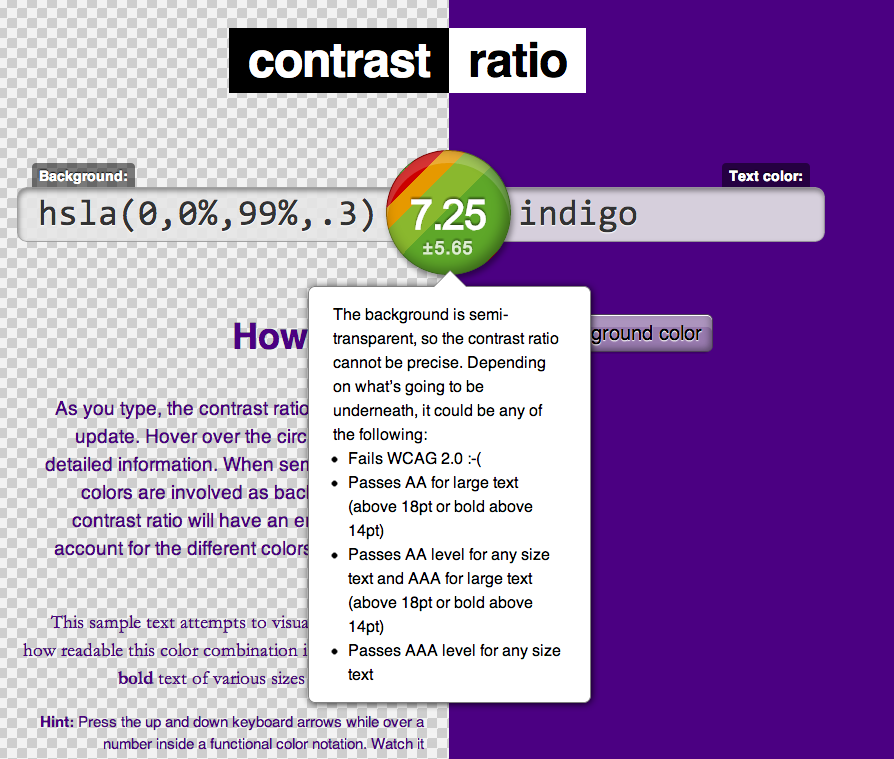 contrast ratio
Background:
Text color:
hsla(0,0%,99%,.3)
7.25
±5.65
indigo
How
ground color
As you type, the contrast ratio
update. Hover over the circ
detailed information. When sem
colors are involved as back
contrast ratio will have an er
account for the different colors
This sample text attempts to visua
how readable this color combination i
bold text of various sizes
Hint: Press the up and down keyboard arrows while over a
number inside a functional color notation. Watch it
The background is semi-
transparent, so the contrast ratio
cannot be precise. Depending
on what's going to be
underneath, it could be any of
the following:
• Fails WCAG 2.0 :-(
• Passes AA for large text
(above 18pt or bold above
14pt)
• Passes AA level for any size
text and AAA for large text
(above 18pt or bold above
14pt)
• Passes AAA level for any size
text